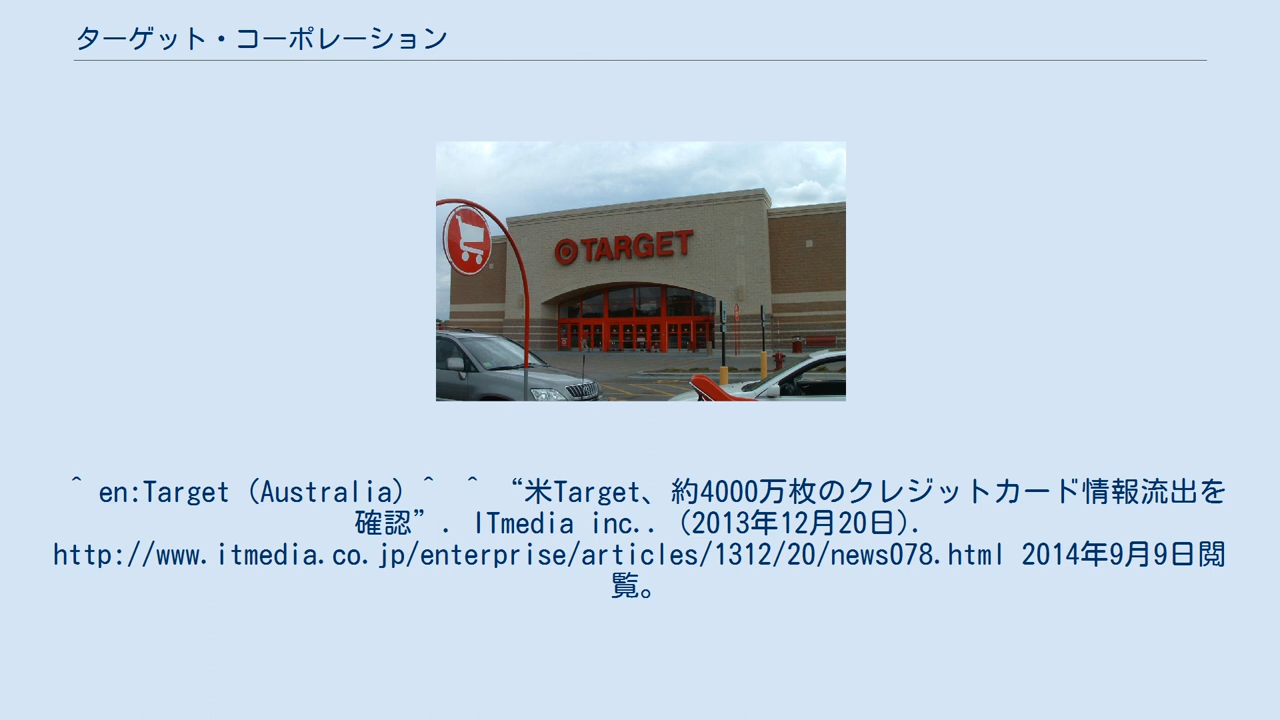 ターゲット・コーポレーション
TARGET
^ en:Target (Australia) ^ ^ “米Target、約4000万枚のクレジットカード情報流出を
確認”. ITmedia inc.. (2013年12月20日).
http://www.itmedia.co.jp/enterprise/articles/1312/20/news078.html 2014年9月9日閲
覧。